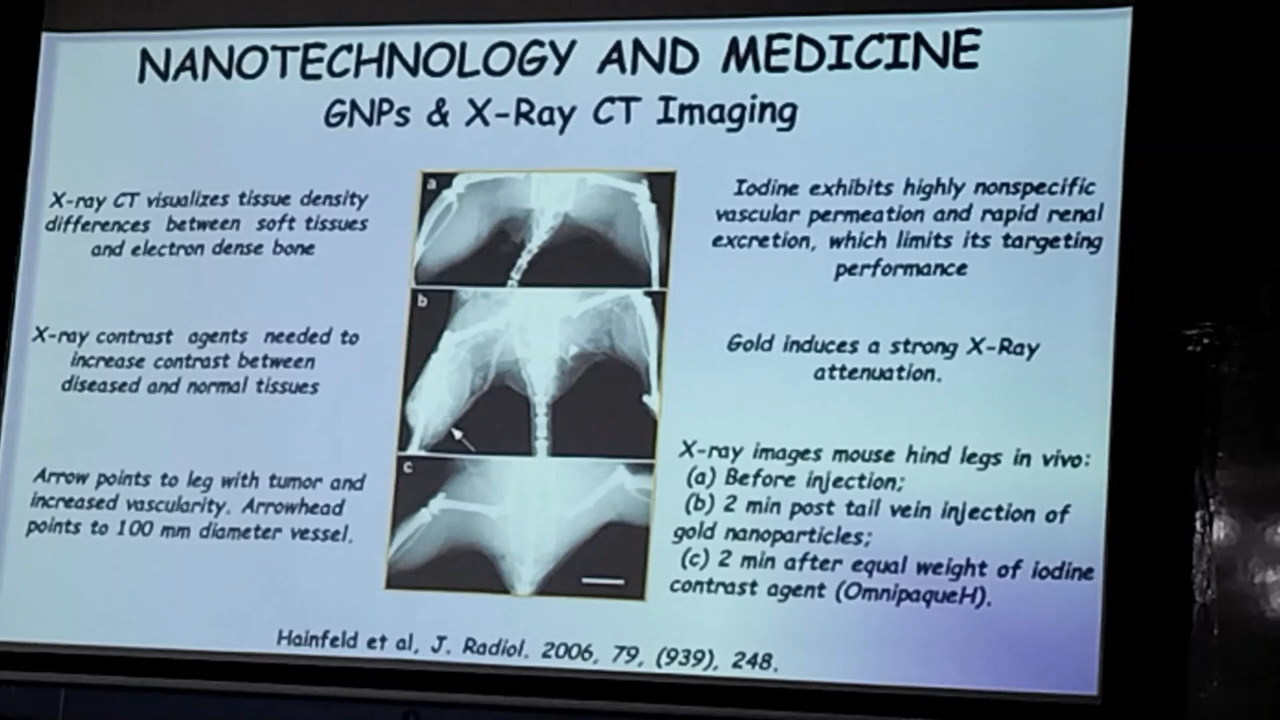 NANOTECHNOLOGY AND MEDICINE
GNPs & X-Ray CT Imaging
X-ray CT visualizes tissue density
differences between soft tissues
and electron dense bone
X-ray contrast agents needed to
increase contrast between
diseased and normal tissues
Arrow points to leg with tumor and
increased vascularity. Arrowhead
points to 100 mm diameter vessel.
a
b
c
Iodine exhibits highly nonspecific
vascular permeation and rapid renal
excretion, which limits its targeting
performance
Gold induces a strong X-Ray
attenuation.
X-ray images mouse hind legs in vivo:
(a) Before injection;
(b) 2 min post tail vein injection of
gold nanoparticles;
(c) 2 min after equal weight of iodine
contrast agent (OmnipaqueH).
Hainfeld et al, J. Radiol. 2006, 79, (939), 248.